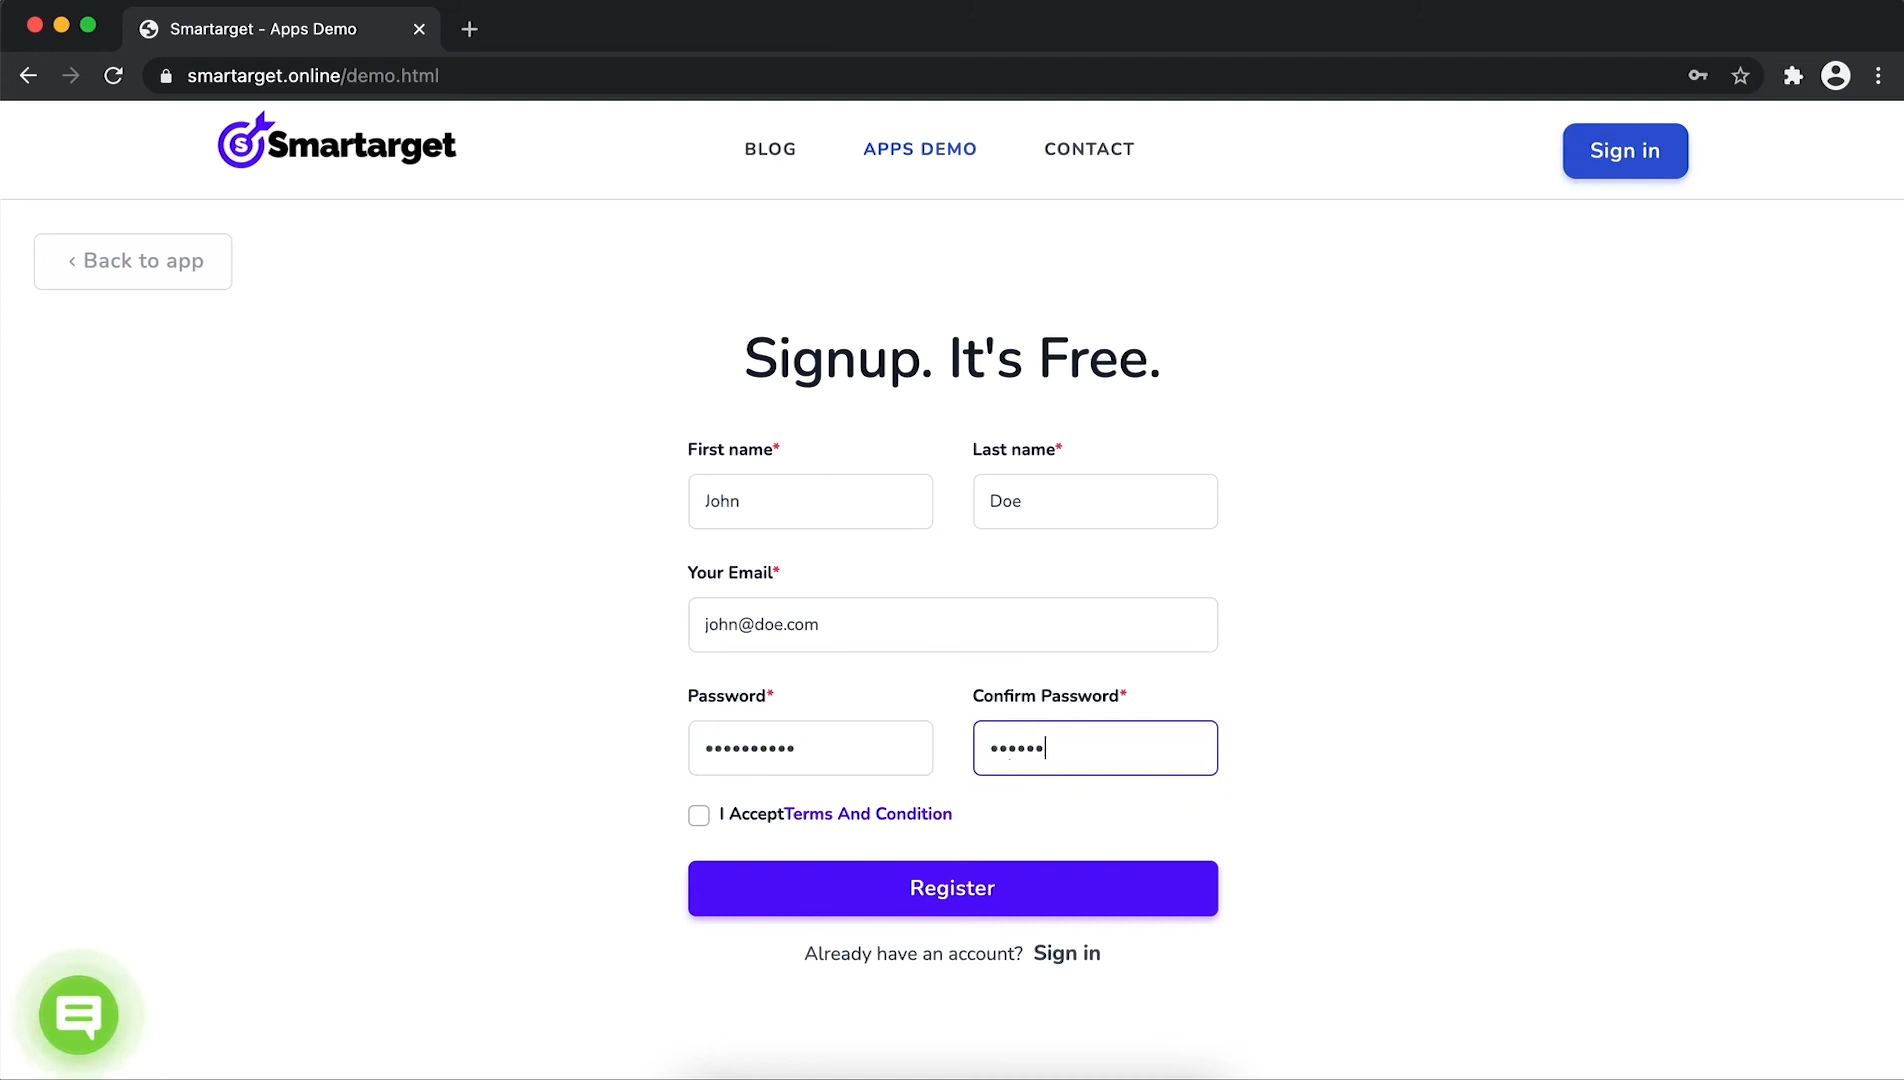 Smartarget - Apps Demo
smartarget.online/demo.html
Smartarget
BLOG
APPS DEMO
CONTACT
Sign in
‹ Back to app
Signup. It's Free.
First name*
Last name*
John
Doe
Your Email*
john@doe.com
Password*
Confirm Password*
••••••••••
••••••
I AcceptTerms And Condition
Register
Already have an account? Sign in